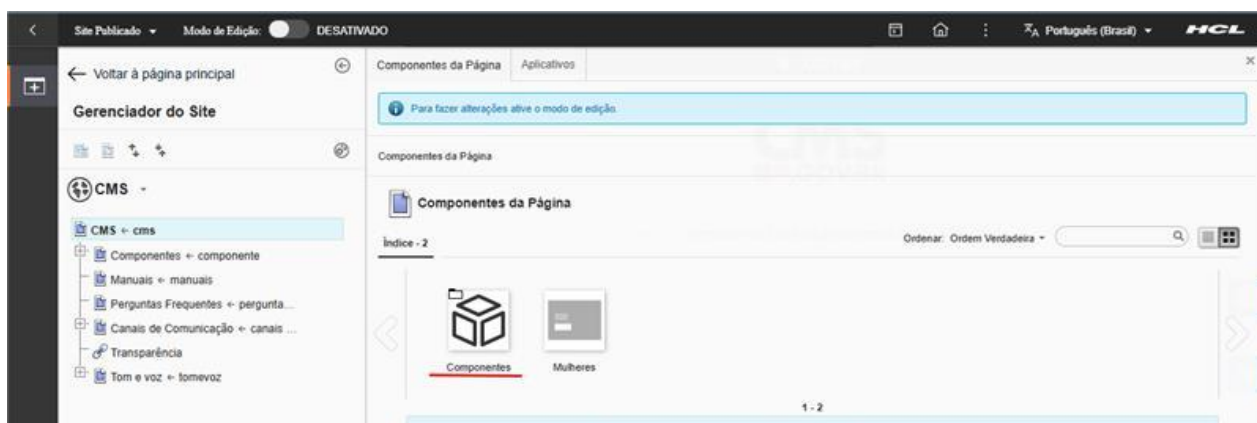 Site Publicado Modo de Edição: DESATIVADO Português (Brasil) HCL
Voltar à página principal
Gerenciador do Site
CMS
CMS ← cms
Componentes ← componente
Manuais ← manuais
Perguntas Frequentes ← pergunta...
Canais de Comunicação ← canais ...
Transparência
Tom e voz ← tomevoz
Componentes da Página Aplicativos
Para fazer alterações ative o modo de edição.
Componentes da Página
Componentes da Página
Índice - 2
Ordenar: Ordem Verdadeira
Componentes Mulheres
1 - 2